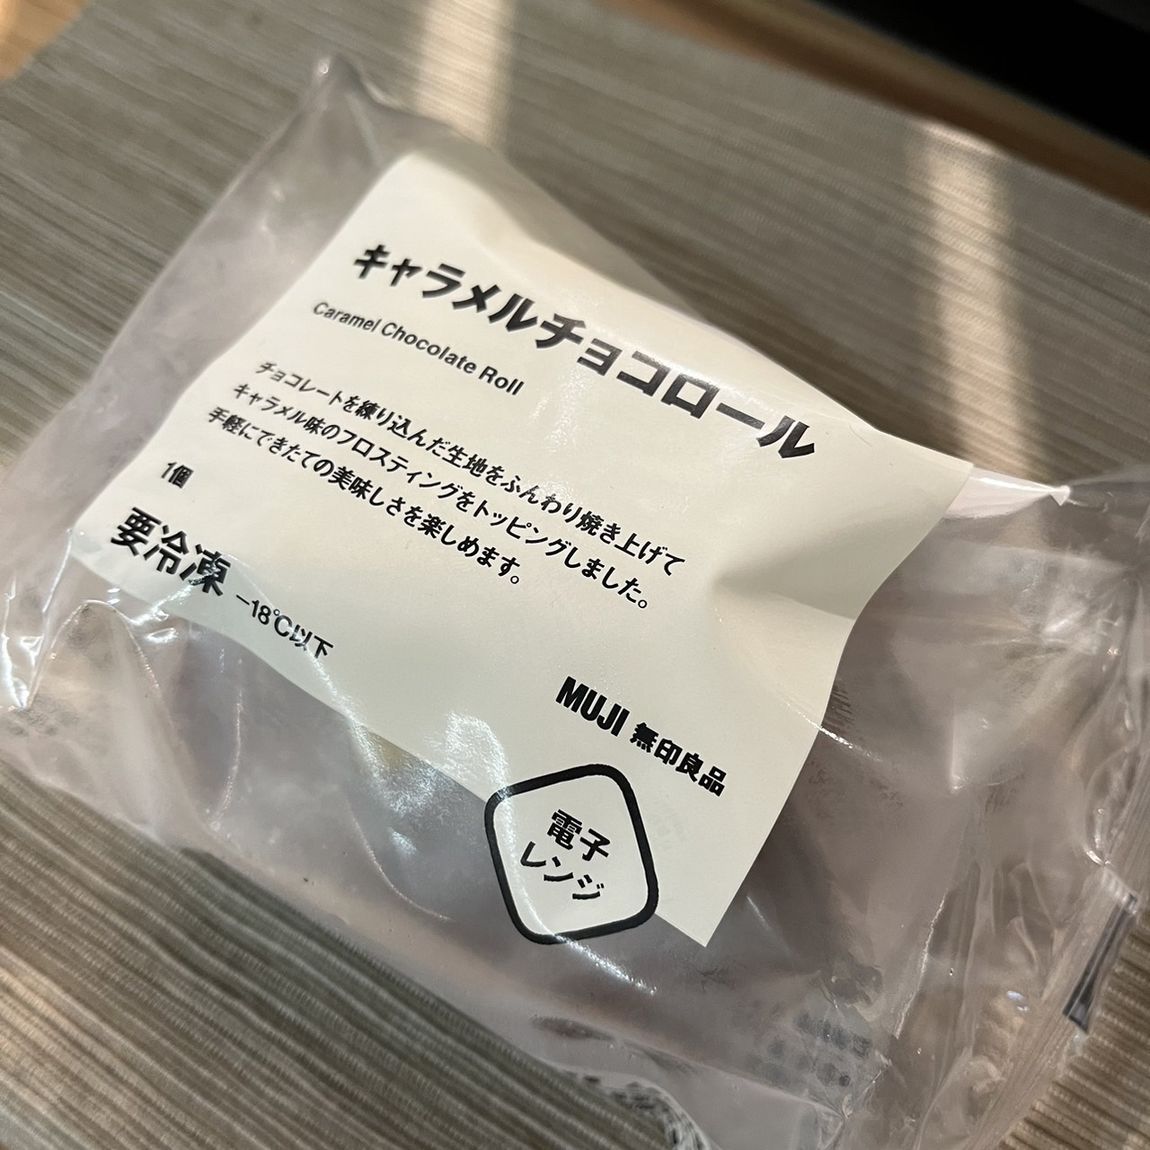 キャラメルチョコロール
Caramel Chocolate Roll
チョコレートを練り込んだ生地をふんわり焼き上げて
キャラメル味のフロスティングをトッピングしました。
手軽にできたての美味しさを楽しめます。
1個
要冷凍 -18℃以下
MUJI 無印良品
電子
レンジ